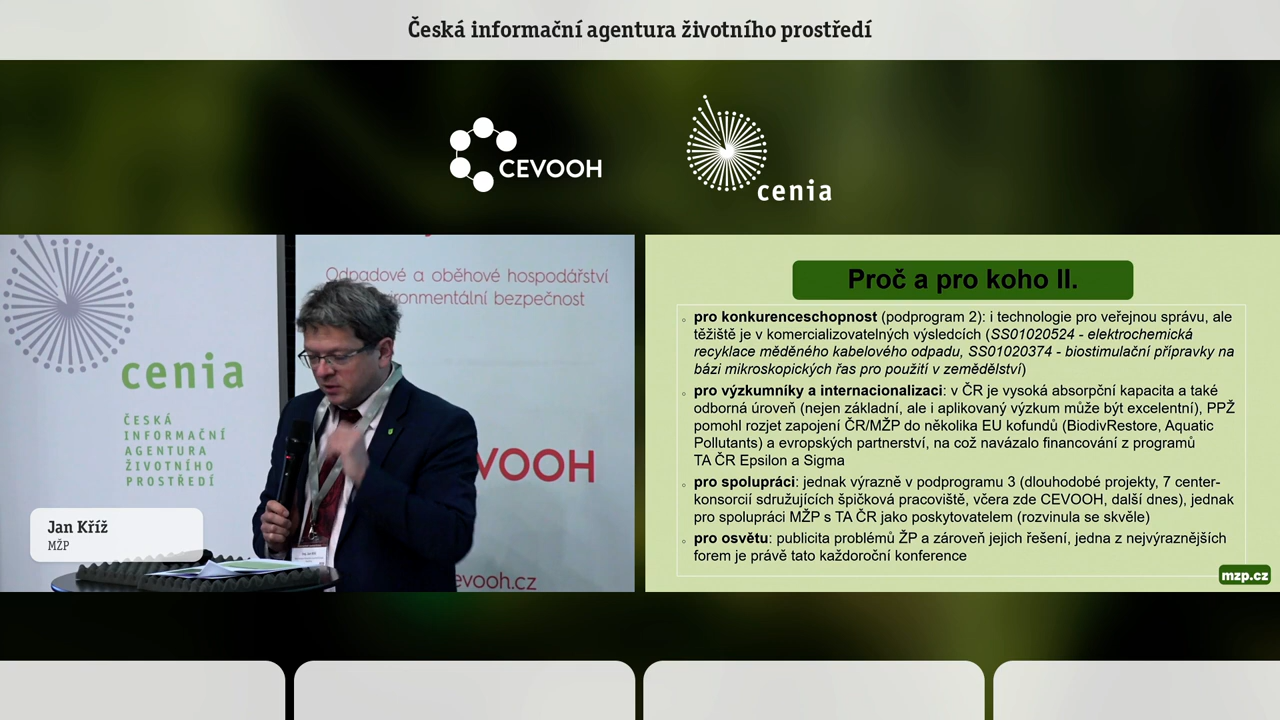 Česká informační agentura životního prostředí
CEVOOH
cenia
Odpadové a oběhové hospodářství
environmentální bezpečnost
cenia
ČESKÁ
INFORMAČNÍ
AGENTURA
ŽIVOTNÍHO
PROSTŘEDÍ
VOOH
cevooh.cz
Jan Kříž
MŽP
Proč a pro koho II.
pro konkurenceschopnost (podprogram 2): i technologie pro veřejnou správu, ale
těžiště je v komercializovatelných výsledcích (SS01020524 - elektrochemická
recyklace měděného kabelového odpadu, SS01020374 - biostimulační přípravky na
bázi mikroskopických řas pro použití v zemědělství)
pro výzkumníky a internacionalizaci: v ČR je vysoká absorpční kapacita a také
odborná úroveň (nejen základní, ale i aplikovaný výzkum může být excelentní), PPŽ
pomohl rozjet zapojení ČR/MŽP do několika EU kofundů (BiodivRestore, Aquatic
Pollutants) a evropských partnerství, na což navázalo financování z programů
TA ČR Epsilon a Sigma
pro spolupráci: jednak výrazně v podprogramu 3 (dlouhodobé projekty, 7 center-
konsorcií sdružujících špičková pracoviště, včera zde CEVOOH, další dnes), jednak
pro spolupráci MŽP s TA ČR jako poskytovatelem (rozvinula se skvěle)
pro osvětu: publicita problémů ŽP a zároveň jejich řešení, jedna z nejvýraznějších
forem je právě tato každoroční konference
mzp.cz